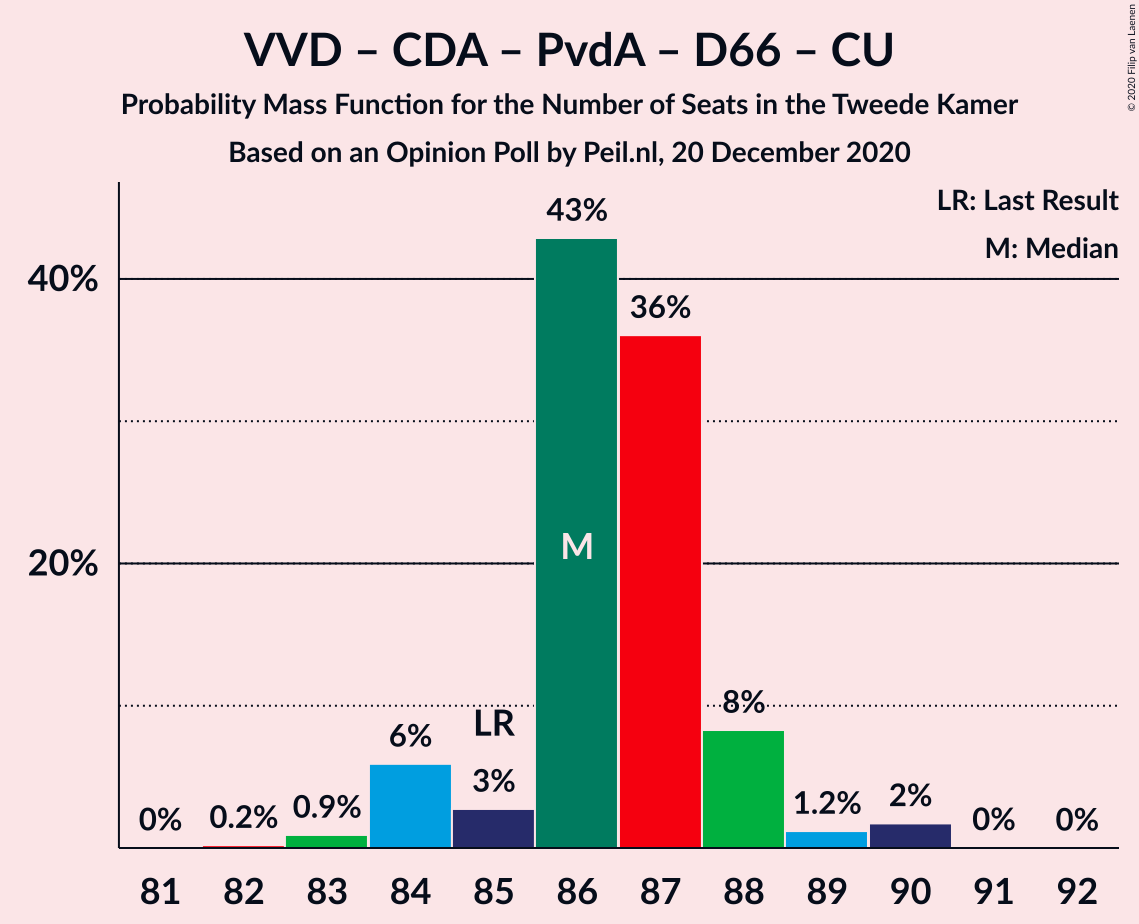 VVD – CDA – PvdA – D66 – CU
Probability Mass Function for the Number of Seats in the Tweede Kamer
Based on an Opinion Poll by Peil.nl, 20 December 2020
© 2020 Filip van Laenen
LR: Last Result
M: Median
40%
20%
0%
0.2%
0.9%
6%
LR
3%
43%
M
36%
8%
1.2%
2%
0%
0%
81 82 83 84 85 86 87 88 89 90 91 92